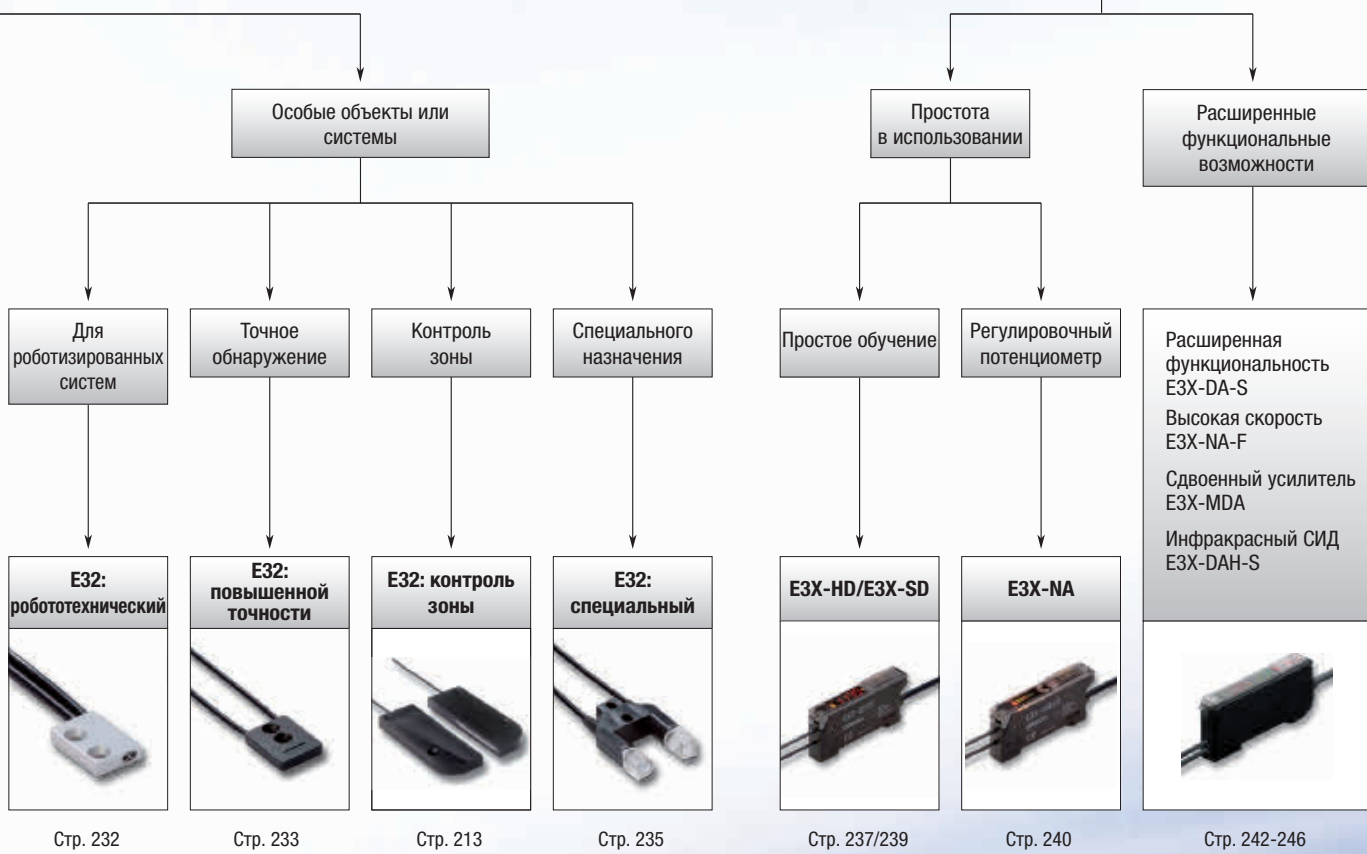 Особые объекты или
системы
Простота
в использовании
Расширенные
функциональные
возможности
Для
роботизированных
систем
Точное
обнаружение
Контроль
зоны
Специального
назначения
Простое обучение
Регулировочный
потенциометр
Расширенная
функциональность
E3X-DA-S
Высокая скорость
E3X-NA-F
Сдвоенный усилитель
E3X-MDA
Инфракрасный СИД
E3X-DAH-S
E32:
робототехнический
E32:
повышенной
точности
E32: контроль
зоны
E32:
специальный
E3X-HD/E3X-SD
E3X-NA
Стр. 232
Стр. 233
Стр. 213
Стр. 235
Стр. 237/239
Стр. 240
Стр. 242-246